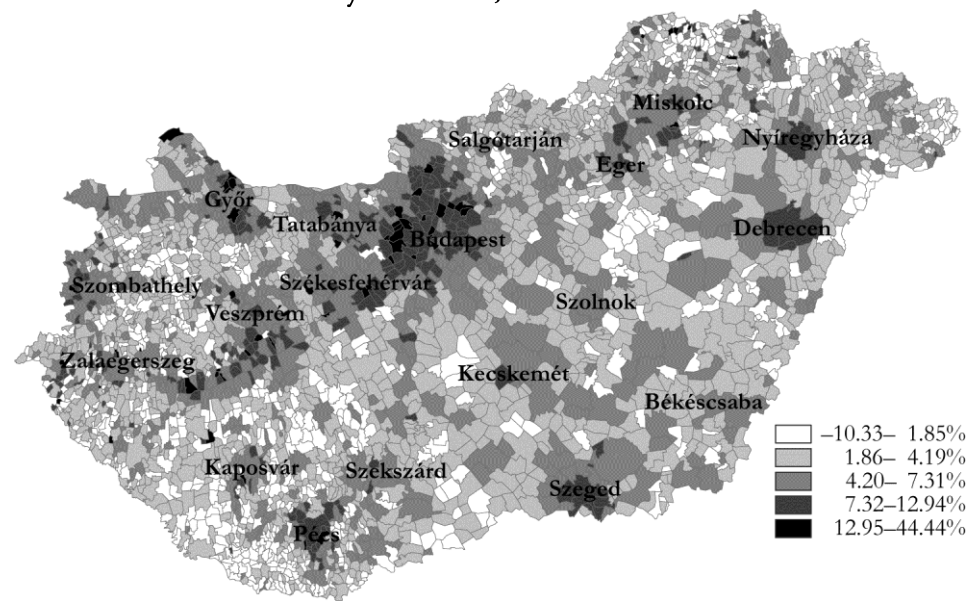 Miskolc
Salgótarján
Nyíregyháza
Eger
Győr
Tatabánya
Budapest
Debrecen
Székesfehérvár
Szombathely
Szolnok
Veszprém
Zalaegerszeg
Kecskemét
Békéscsaba
Kaposvár
Szekszárd
Szeged
Pécs
–10.33– 1.85%
1.86– 4.19%
4.20– 7.31%
7.32–12.94%
12.95–44.44%